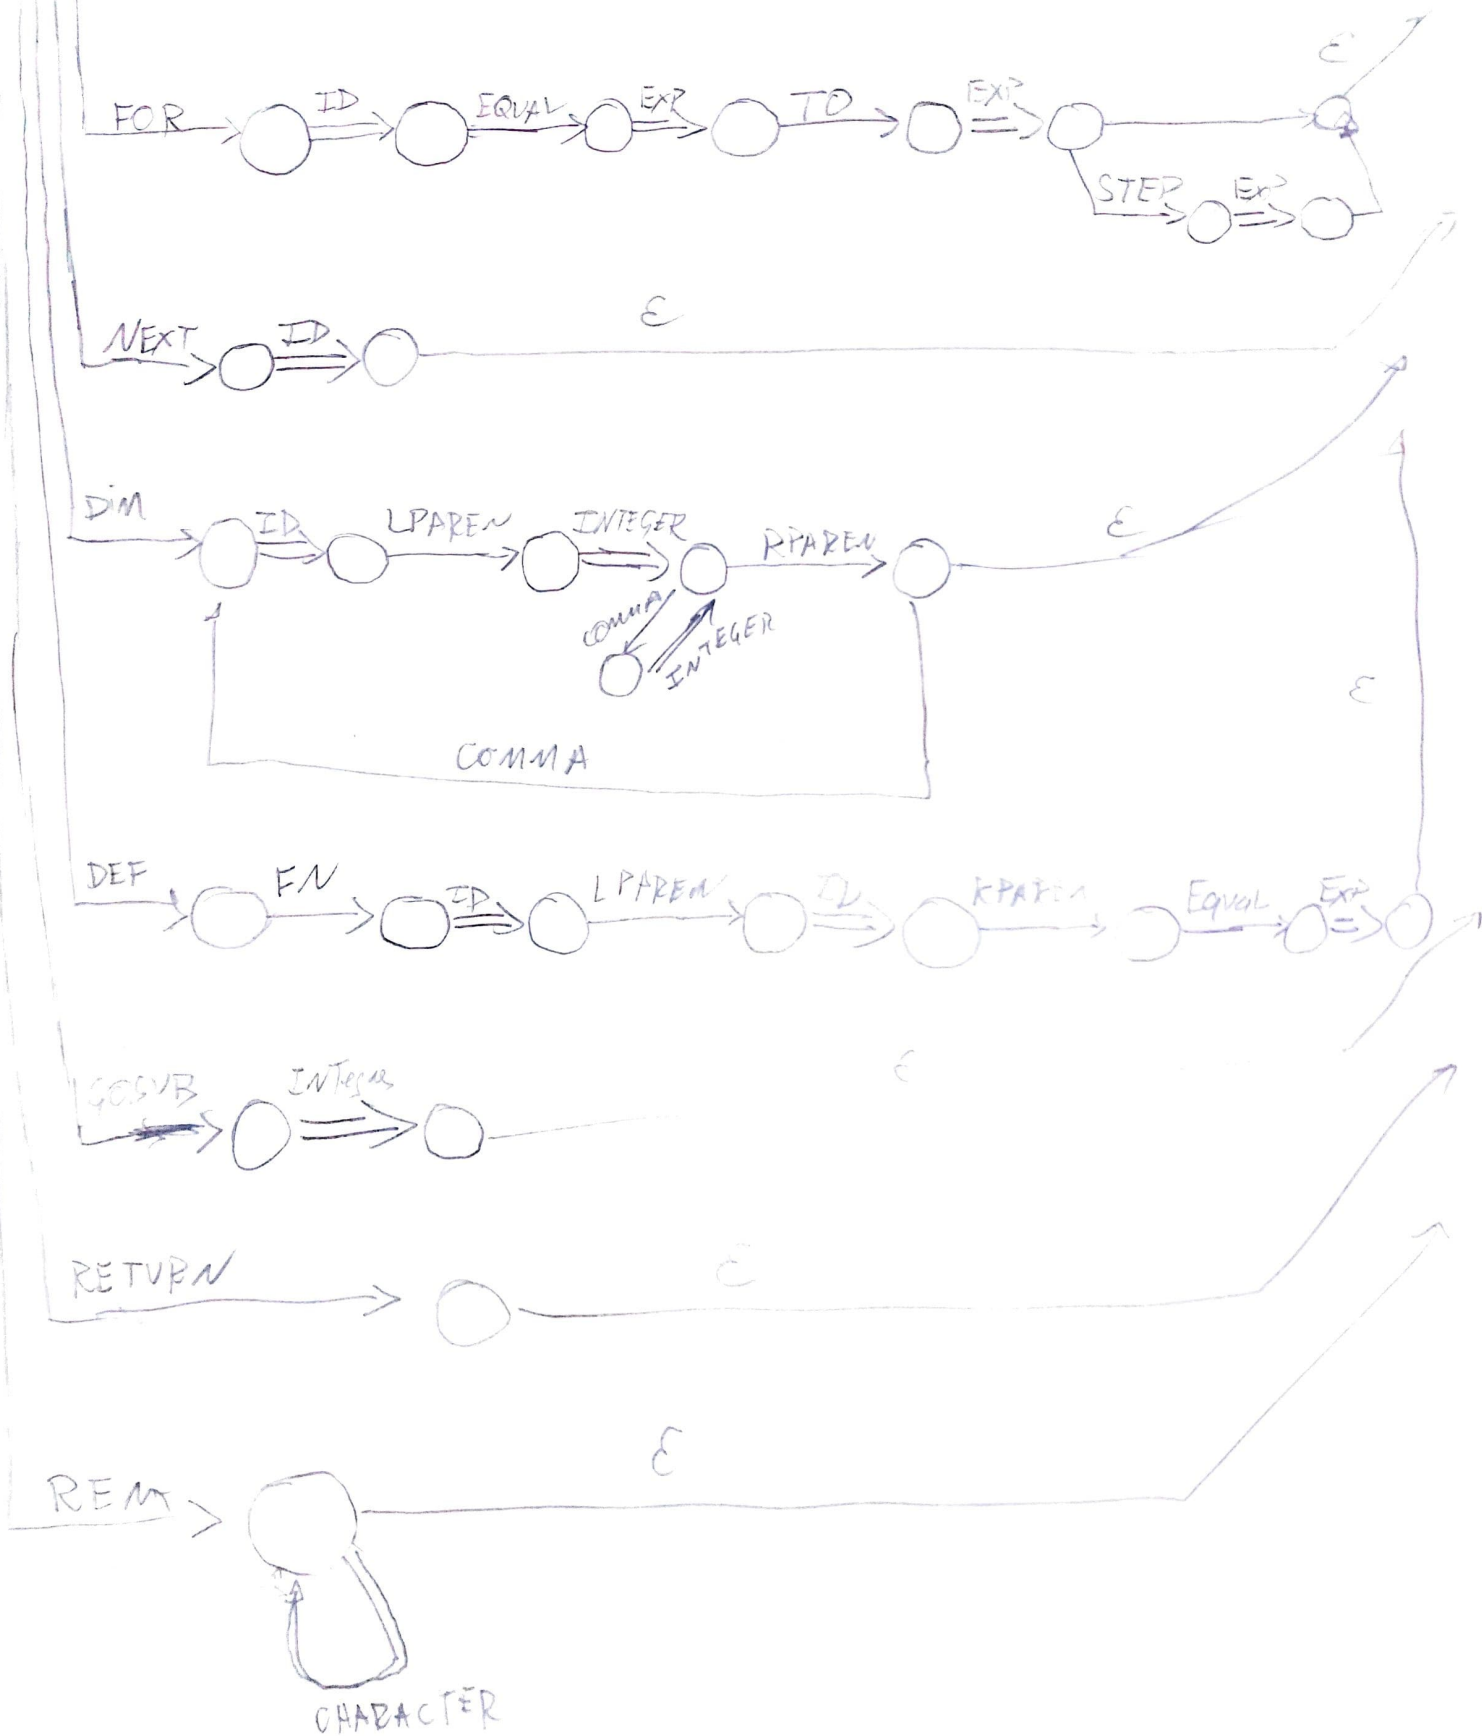 ε
FOR ID EQUAL EXP TO EXP
STEP EXP
NEXT ID ε
DIM ID LPAREN INTEGER RPAREN ε
COMMA INTEGER
ε
COMMA
DEF FN ID LPAREN ID RPAREN EQUAL EXP
GOSUB INTEGER ε
RETURN ε
REM ε
CHARACTER